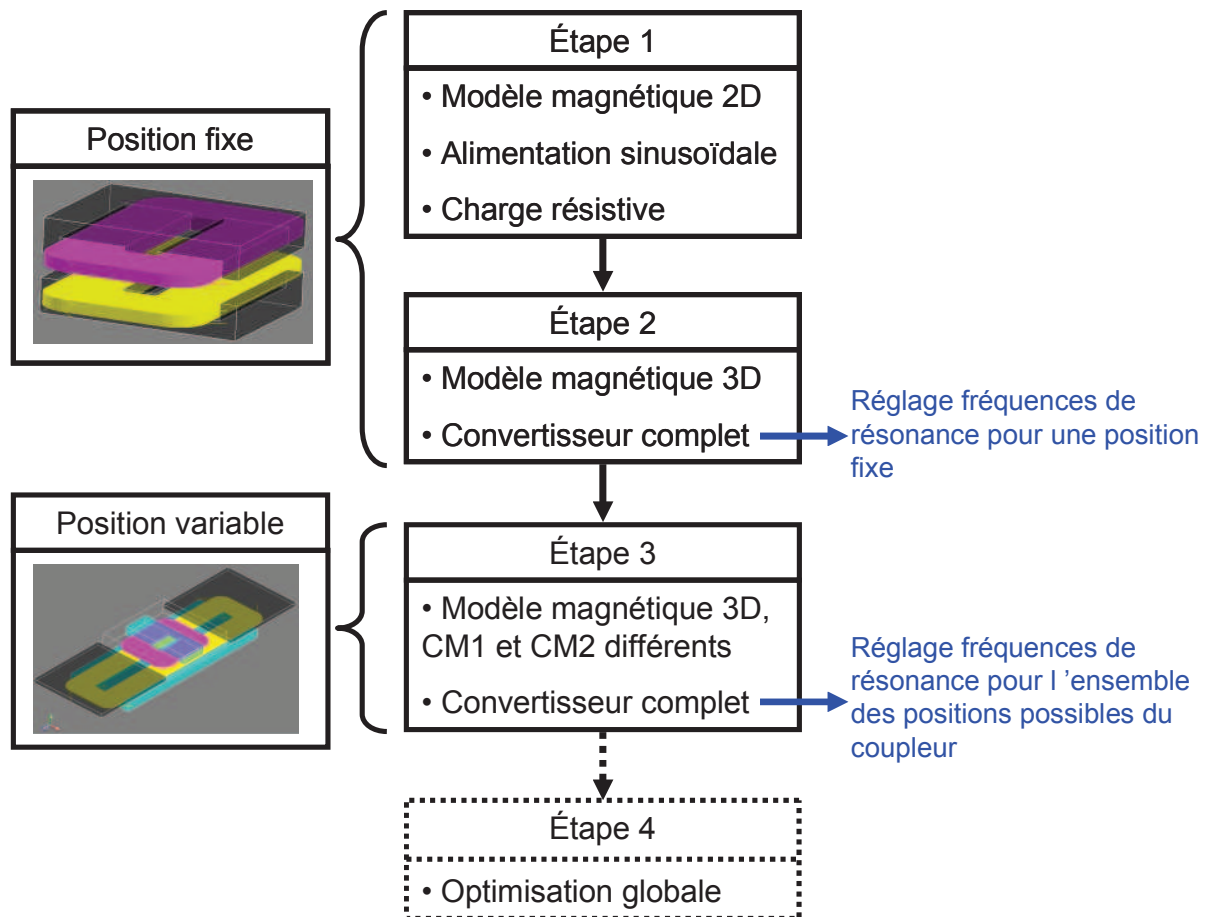 Étape 1
• Modèle magnétique 2D
• Alimentation sinusoïdale
• Charge résistive
Position fixe
Étape 2
• Modèle magnétique 3D
• Convertisseur complet
Réglage fréquences de
résonance pour une position
fixe
Position variable
Étape 3
• Modèle magnétique 3D,
CM1 et CM2 différents
• Convertisseur complet
Réglage fréquences de
résonance pour l ’ensemble
des positions possibles du
coupleur
Étape 4
• Optimisation globale